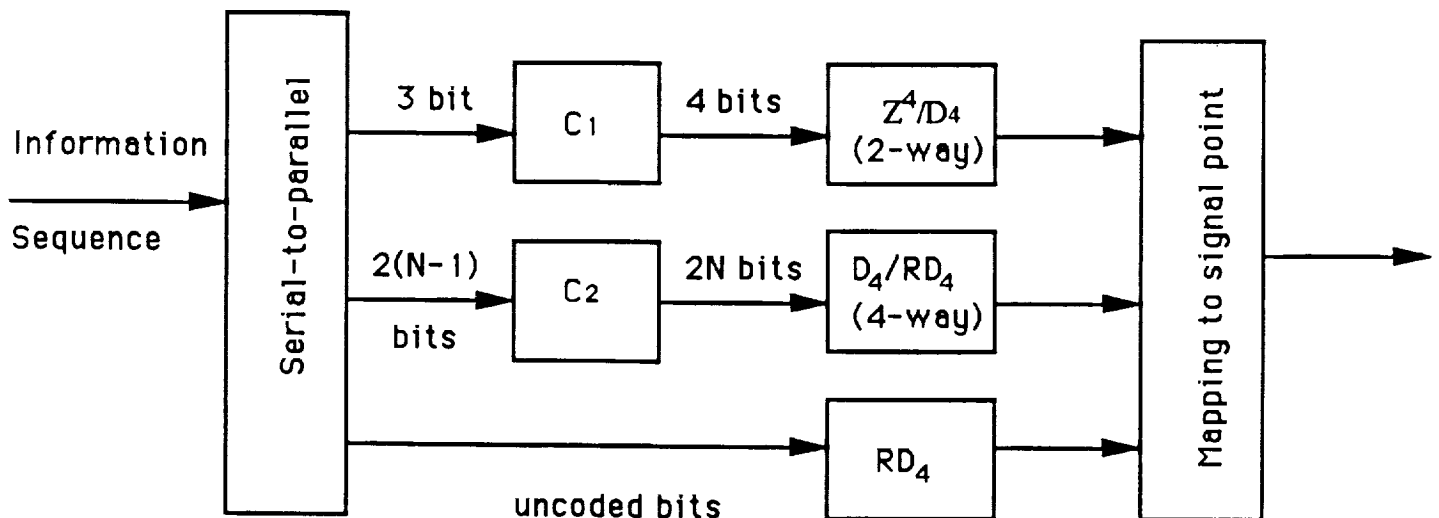 Information
Sequence
Serial-to-parallel
3 bit
C1
4 bits
Z⁴/D4
(2-way)
2(N-1)
bits
C2
2N bits
D₄/RD₄
(4-way)
uncoded bits
RD₄
Mapping to signal point